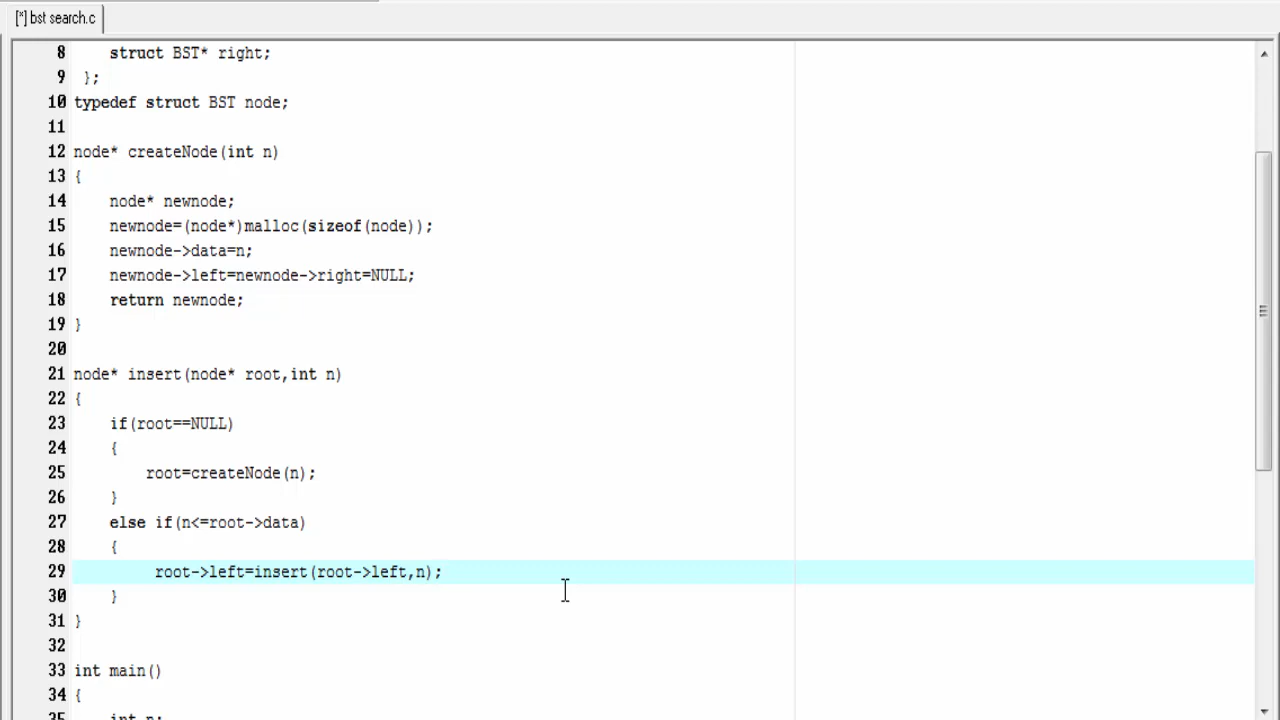 [*] bst search.c
8     struct BST* right;
9  };
10 typedef struct BST node;
11
12 node* createNode(int n)
13 {
14     node* newnode;
15     newnode=(node*)malloc(sizeof(node));
16     newnode->data=n;
17     newnode->left=newnode->right=NULL;
18     return newnode;
19 }
20
21 node* insert(node* root,int n)
22 {
23     if(root==NULL)
24     {
25         root=createNode(n);
26     }
27     else if(n<=root->data)
28     {
29          root->left=insert(root->left,n);
30     }
31 }
32
33 int main()
34 {
35     int n;